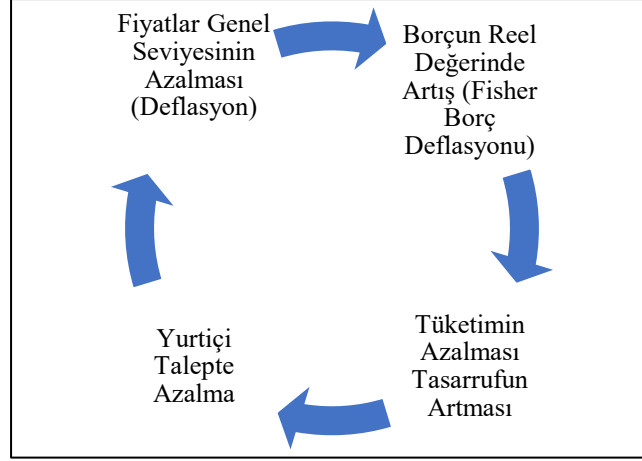 Fiyatlar Genel
Seviyesinin
Azalması
(Deflasyon)
Borçun Reel
Değerinde
Artış (Fisher
Borç
Deflasyonu)
Tüketimin
Azalması
Tasarrufun
Artması
Yurtiçi
Talepte
Azalma